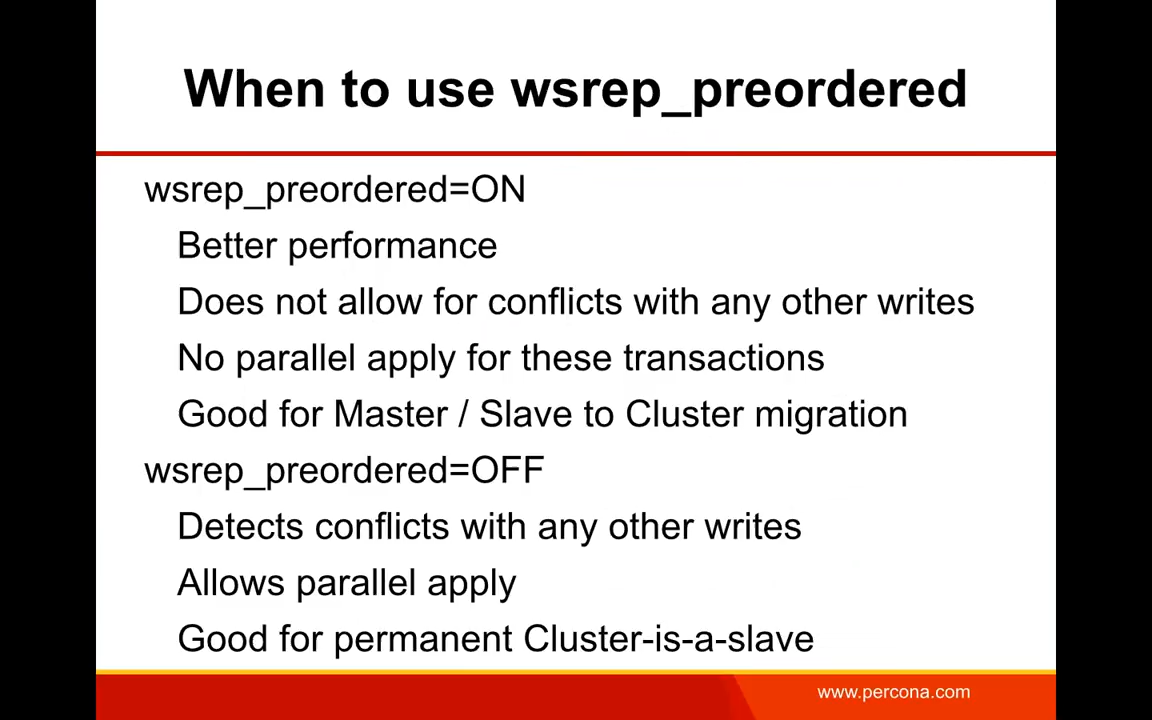 When to use wsrep_preordered
wsrep_preordered=ON
Better performance
Does not allow for conflicts with any other writes
No parallel apply for these transactions
Good for Master / Slave to Cluster migration
wsrep_preordered=OFF
Detects conflicts with any other writes
Allows parallel apply
Good for permanent Cluster-is-a-slave
www.percona.com